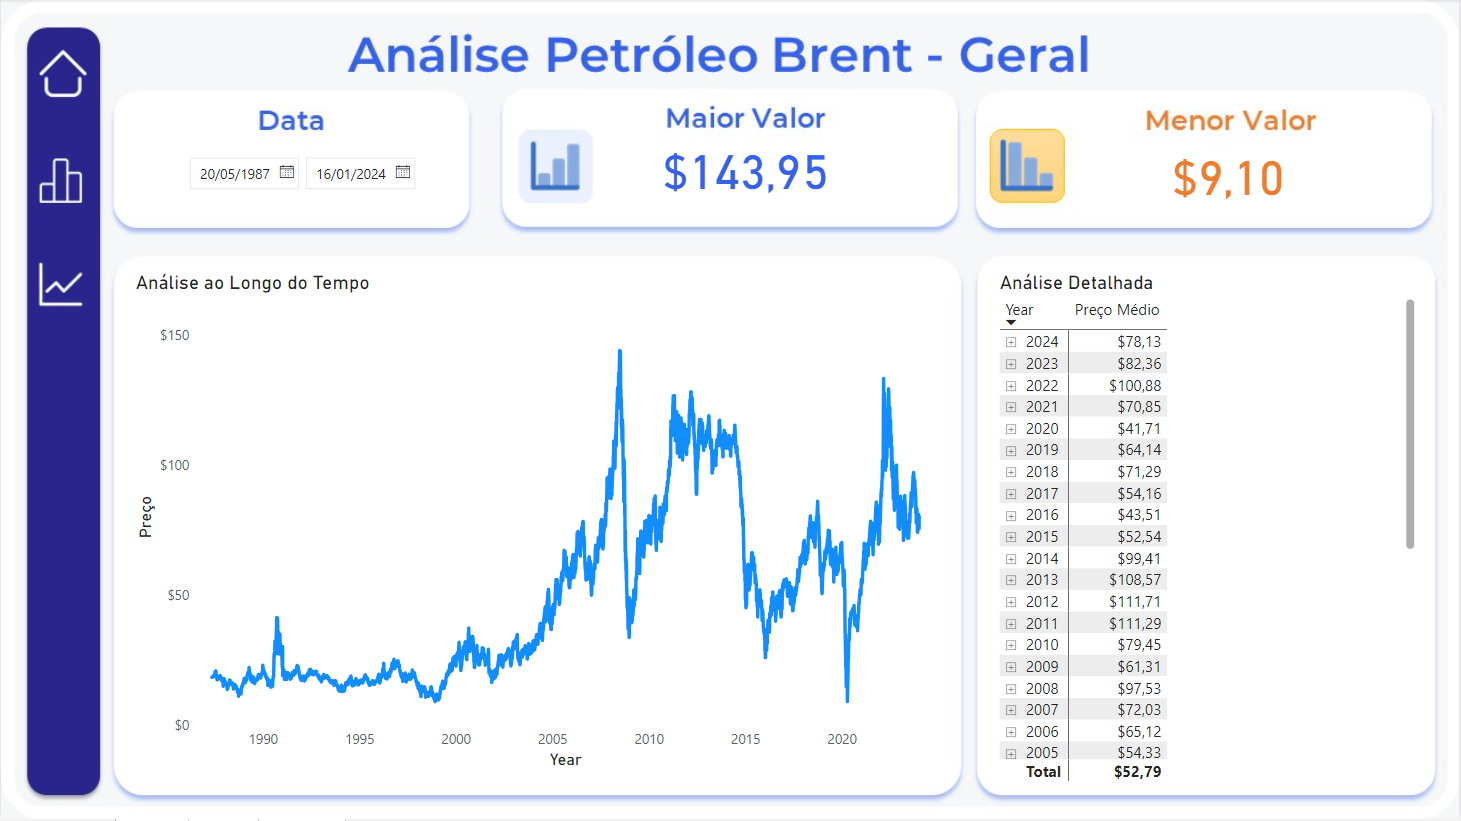 Análise Petróleo Brent - Geral
Data
20/05/1987 16/01/2024
Maior Valor
$143,95
Menor Valor
$9,10
Análise ao Longo do Tempo
$150
$100
$50
$0
Preço
1990 1995 2000 2005 2010 2015 2020
Year
Análise Detalhada
Year Preço Médio
2024 $78,13
2023 $82,36
2022 $100,88
2021 $70,85
2020 $41,71
2019 $64,14
2018 $71,29
2017 $54,16
2016 $43,51
2015 $52,54
2014 $99,41
2013 $108,57
2012 $111,71
2011 $111,29
2010 $79,45
2009 $61,31
2008 $97,53
2007 $72,03
2006 $65,12
2005 $54,33
Total $52,79